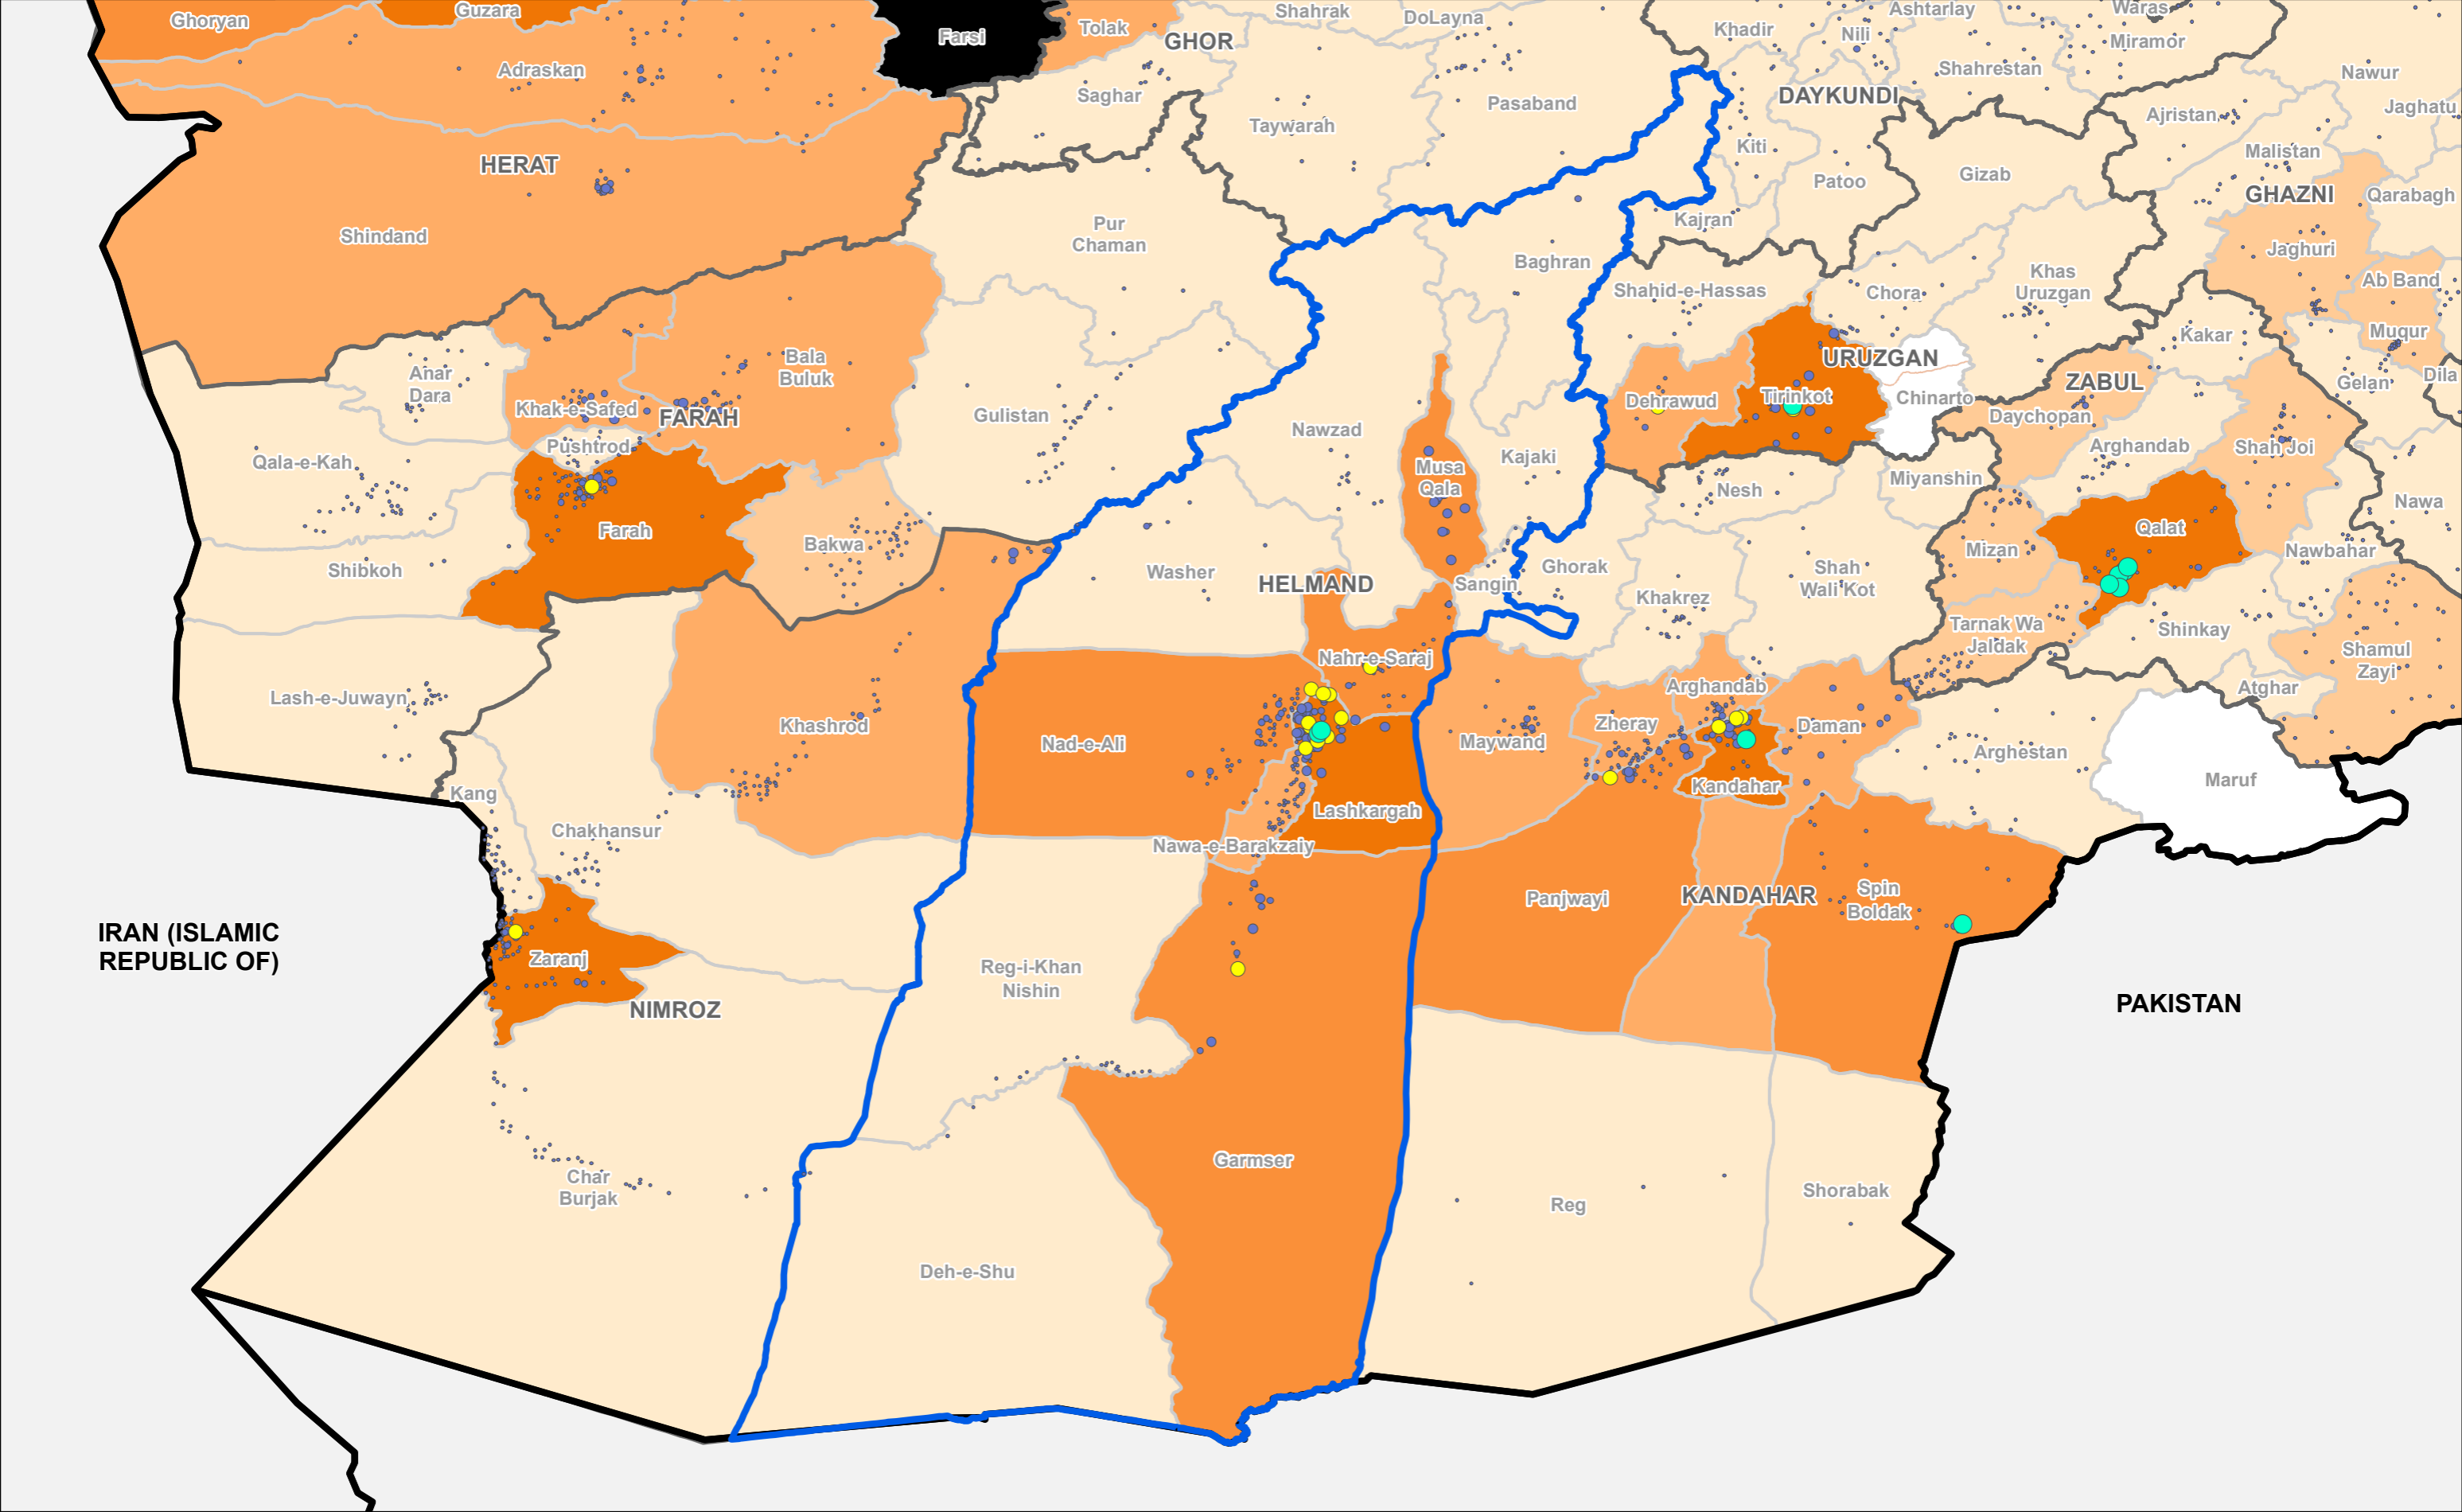 Ghoryan
Guzara
Farsi
Tolak
GHOR
Shahrak
DoLayna
Khadir
Nili
Ashtarlay
Waras
Miramor
Shahrestan
Nawur
Jaghatu
Adraskan
Saghar
Taywarah
Pasaband
DAYKUNDI
Ajristan
Malistan
GHAZNI
Qarabagh
HERAT
Kiti
Patoo
Gizab
Shindand
Pur
Chaman
Kajran
Jaghuri
Baghran
Shahid-e-Hassas
Chora
Khas
Uruzgan
Ab Band
Kakar
Muqur
Anar
Dara
Bala
Buluk
Khak-e-Safed
FARAH
Gulistan
Nawzad
Dehrawud
Tirinkot
URUZGAN
Chinarto
ZABUL
Daychopan
Gelan
Dila
Pushtrod
Qala-e-Kah
Musa
Qala
Kajaki
Nesh
Miyanshin
Arghandab
Shah Joi
Nawa
Farah
Bakwa
Qalat
Mizan
Nawbahar
Shibkoh
Washer
HELMAND
Sangin
Ghorak
Khakrez
Shah
Wali Kot
Tarnak Wa
Jaldak
Shinkay
Shamul
Zayi
Lash-e-Juwayn
Nahr-e-Saraj
Arghandab
Atghar
Khashrod
Nad-e-Ali
Maywand
Zheray
Daman
Arghestan
Maruf
Kang
Lashkargah
Kandahar
Chakhansur
Nawa-e-Barakzaiy
Panjwayi
KANDAHAR
Spin
Boldak
IRAN (ISLAMIC
REPUBLIC OF)
Zaranj
NIMROZ
Reg-i-Khan
Nishin
PAKISTAN
Char
Burjak
Garmser
Reg
Shorabak
Deh-e-Shu